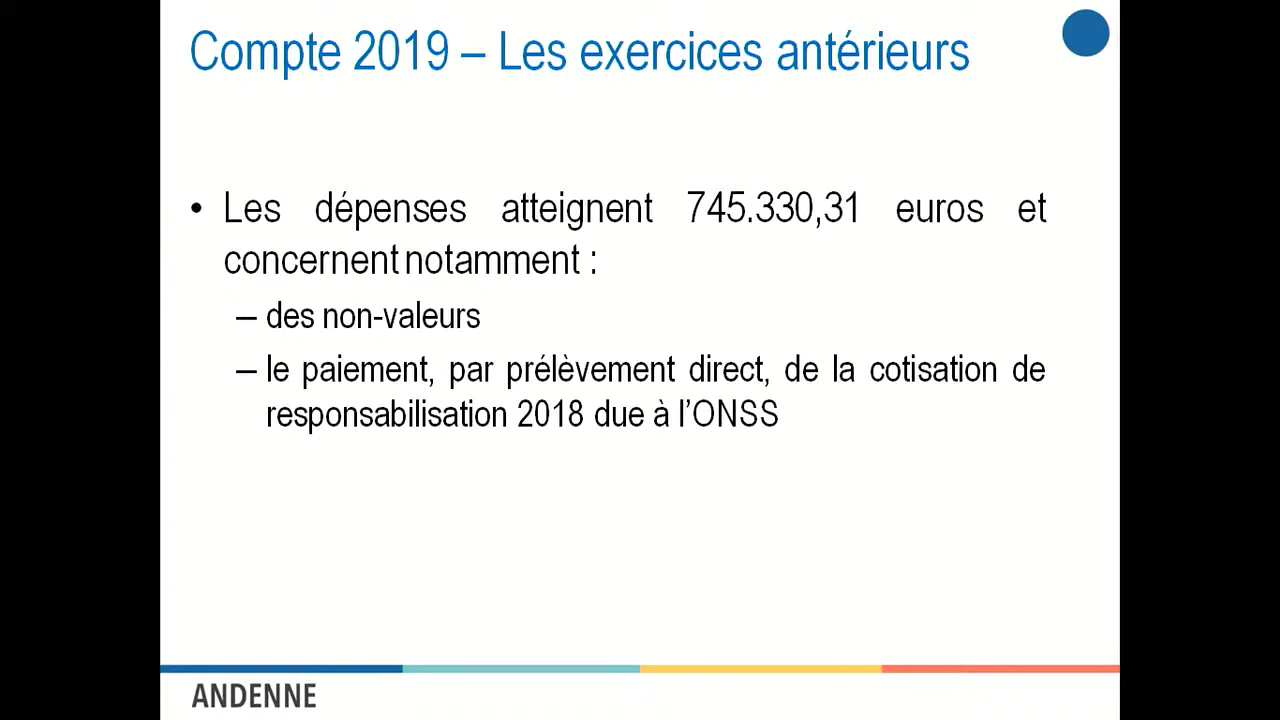 Compte 2019 – Les exercices antérieurs
• Les dépenses atteignent 745.330,31 euros et
concernent notamment :
– des non-valeurs
– le paiement, par prélèvement direct, de la cotisation de
responsabilisation 2018 due à l’ONSS
ANDENNE